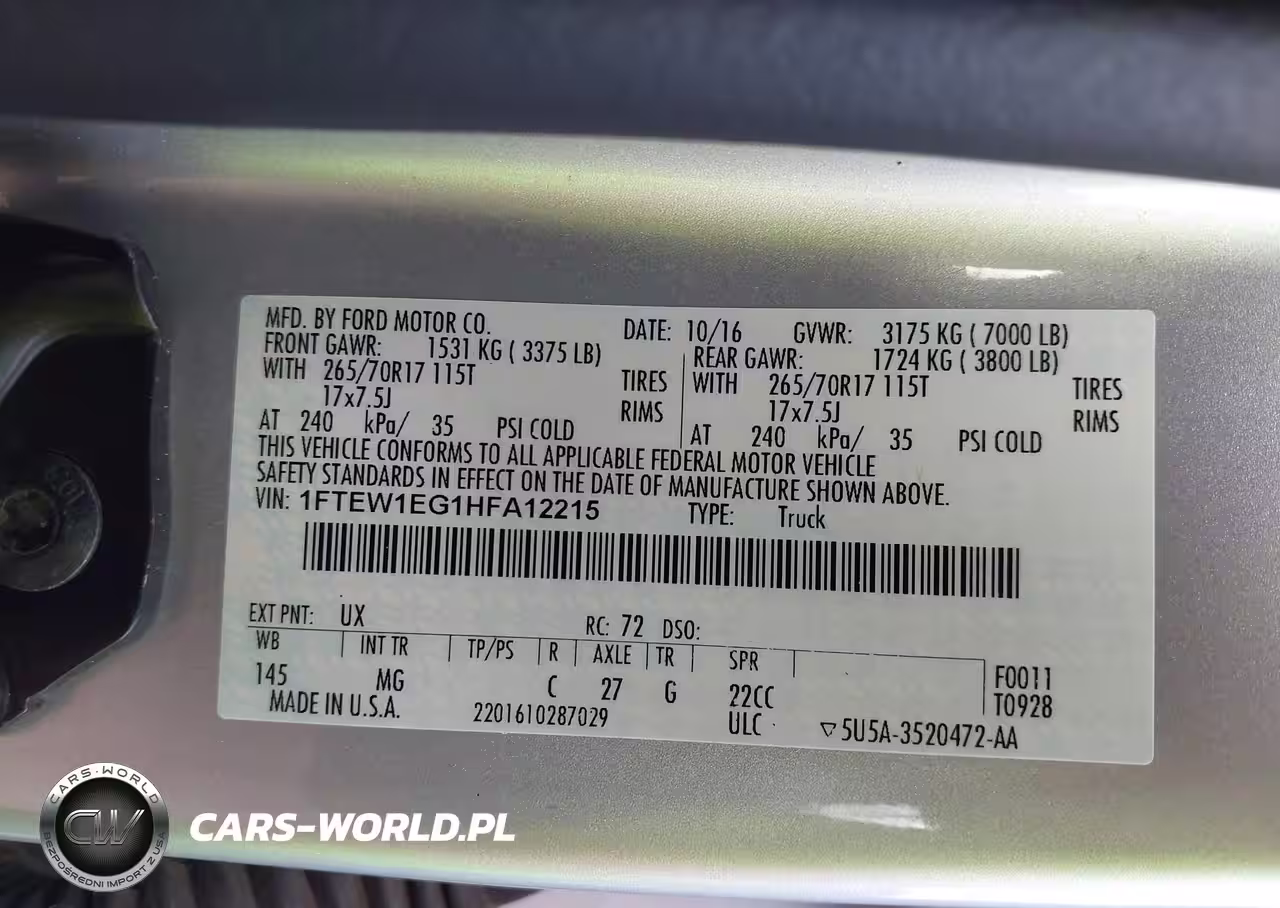 MFD. BY FORD MOTOR CO. DATE: 10/16 GVWR: 3175 KG ( 7000 LB)
FRONT GAWR: 1531 KG ( 3375 LB) REAR GAWR: 1724 KG ( 3800 LB)
WITH 265/70R17 115T TIRES WITH 265/70R17 115T TIRES
17x7.5J RIMS 17x7.5J RIMS
AT 240 kPa/ 35 PSI COLD AT 240 kPa/ 35 PSI COLD
THIS VEHICLE CONFORMS TO ALL APPLICABLE FEDERAL MOTOR VEHICLE
SAFETY STANDARDS IN EFFECT ON THE DATE OF MANUFACTURE SHOWN ABOVE.
VIN: 1FTEW1EG1HFA12215 TYPE: Truck
EXT PNT: UX RC: 72 DSO:
WB INT TR TP/PS R AXLE TR SPR F0011
145 MG C 27 G 22CC T0928
MADE IN U.S.A. 2201610287029 ULC ▽5U5A-3520472-AA
CARS-WORLD
CW
BEZPOŚREDNI IMPORT Z USA
CARS-WORLD.PL